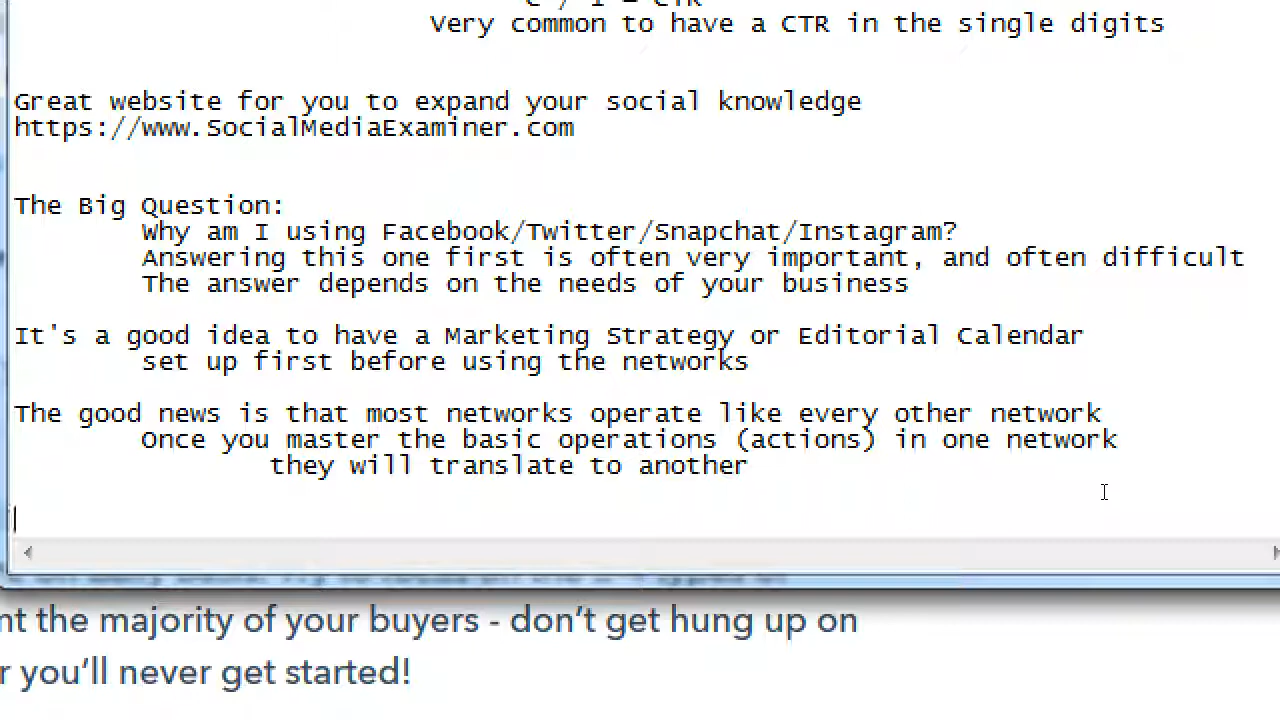 C / I = CTR
Very common to have a CTR in the single digits
Great website for you to expand your social knowledge
https://www.SocialMediaExaminer.com
The Big Question:
Why am I using Facebook/Twitter/Snapchat/Instagram?
Answering this one first is often very important, and often difficult
The answer depends on the needs of your business
It's a good idea to have a Marketing Strategy or Editorial Calendar
set up first before using the networks
The good news is that most networks operate like every other network
Once you master the basic operations (actions) in one network
they will translate to another
the majority of your buyers - don’t get hung up on
you’ll never get started!